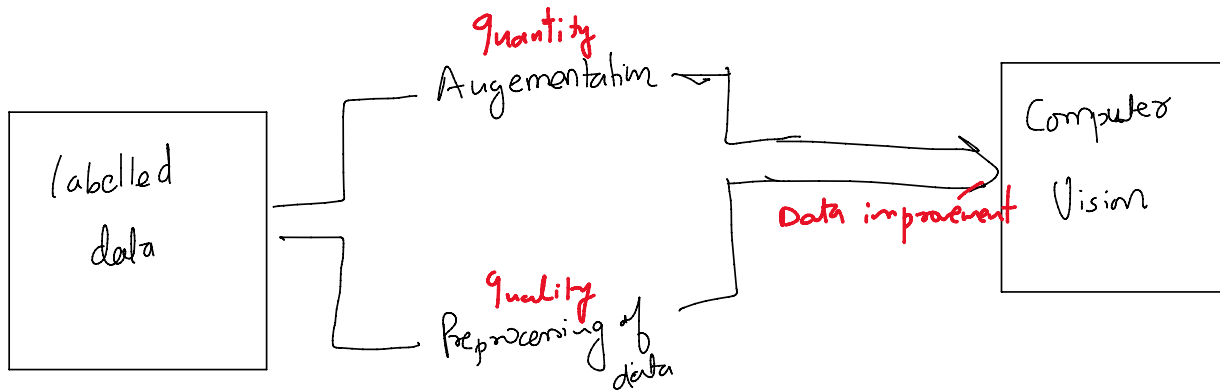 labelled
data
quantity
Augementation
quality
Preprocessing of
data
Data improvement
Computer
Vision